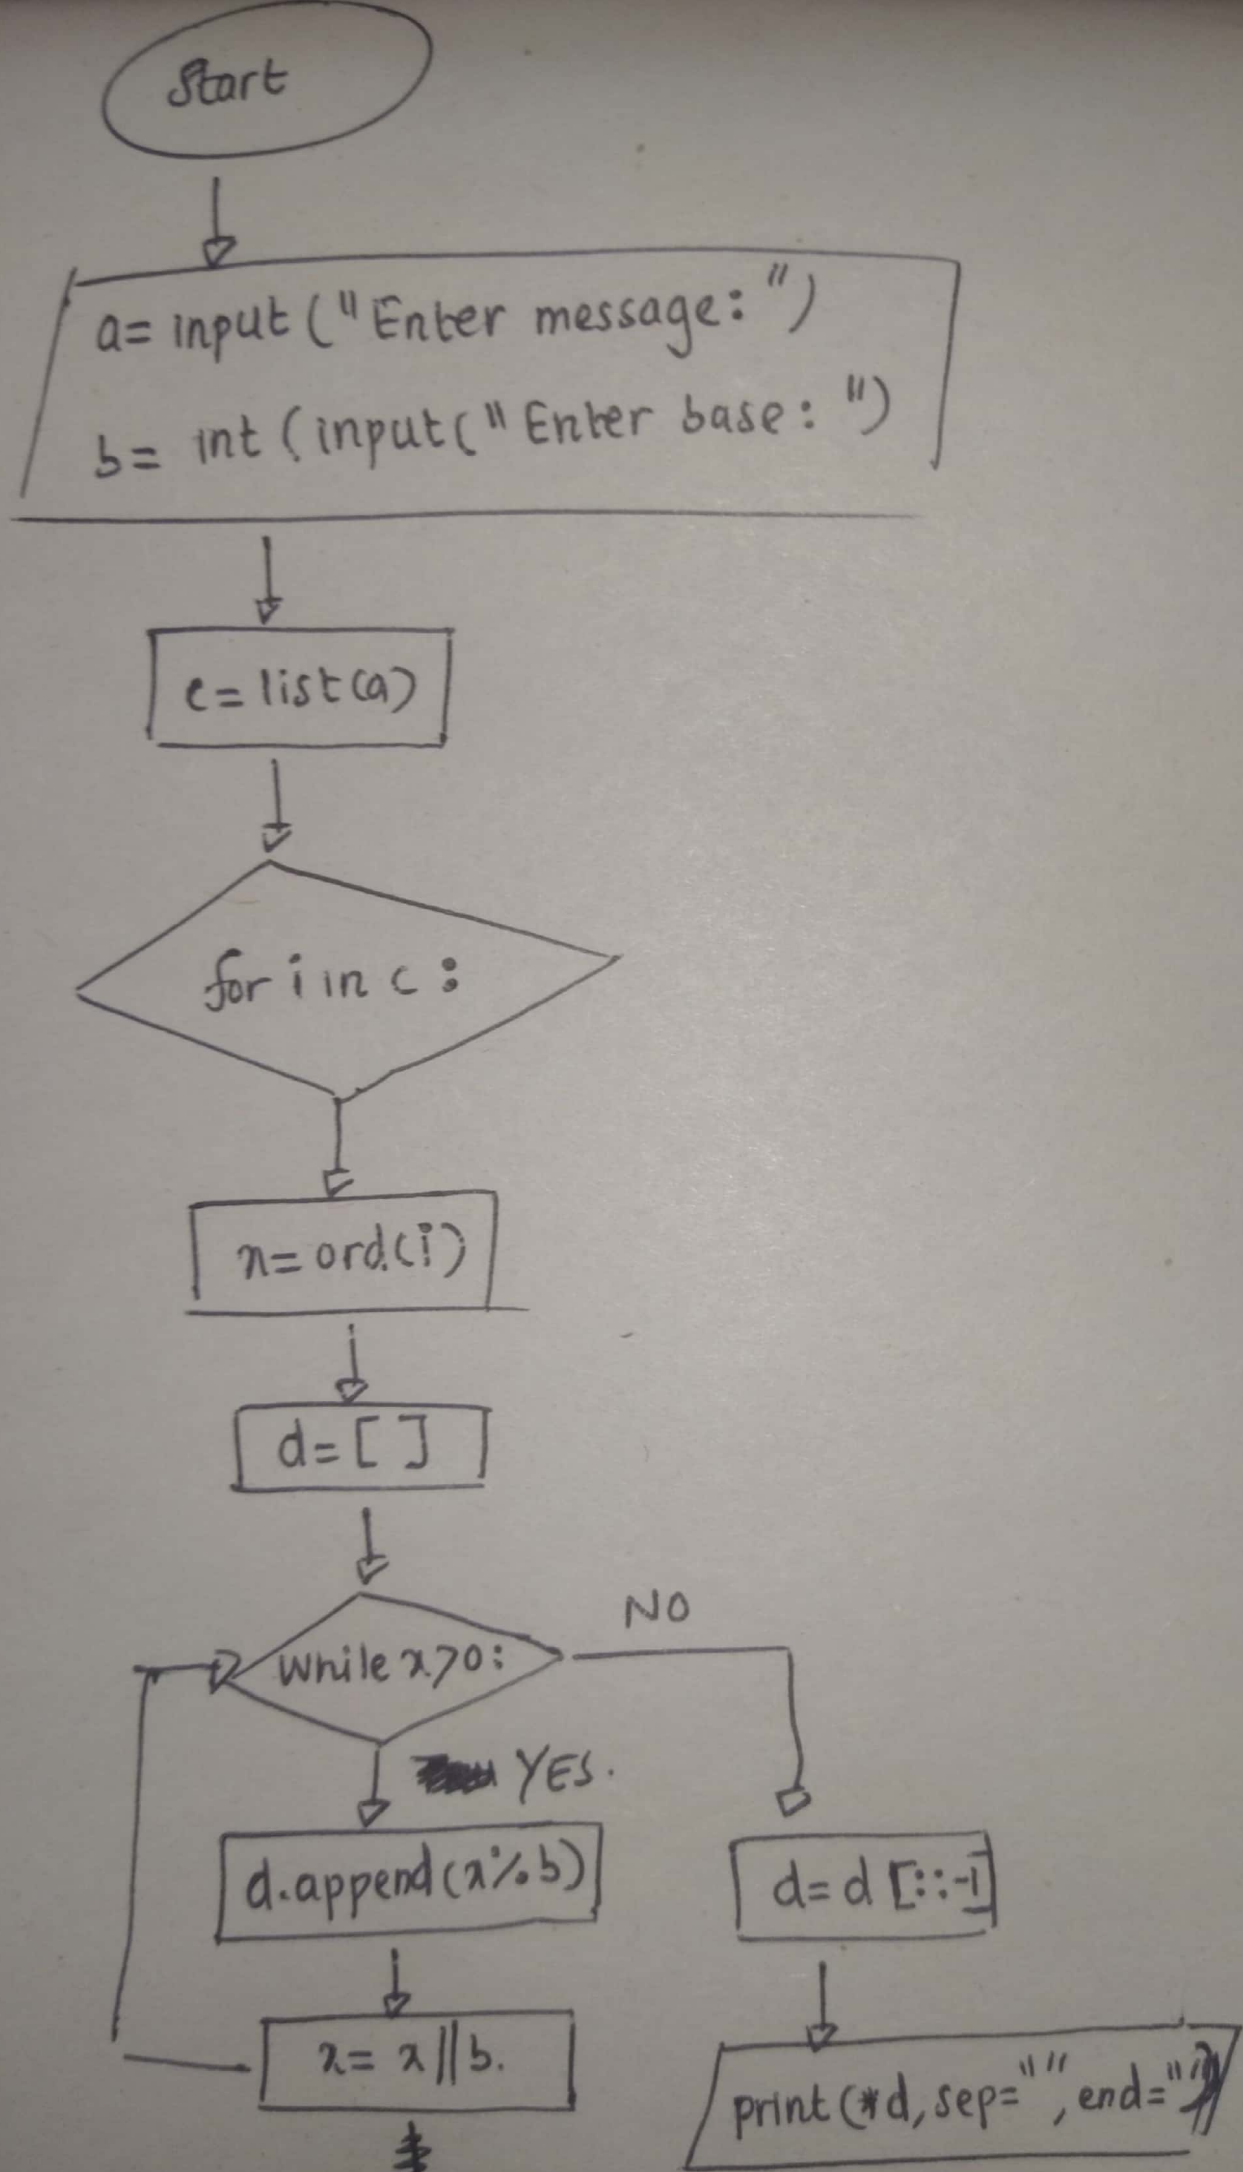 Start
a= input ("Enter message: ")
b= int (input ("Enter base: ")
c= list(a)
for i in c :
x= ord(i)
d= [ ]
while x>0:
NO
YES.
d.append(x%b)
d= d [::-1]
x= x//b.
print(*d, sep="", end="")